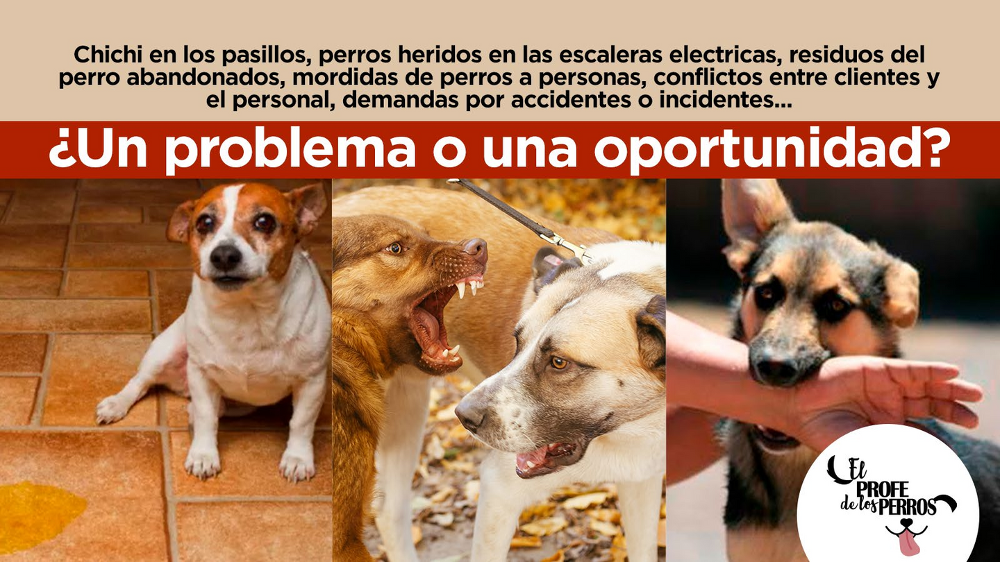 Chichi en los pasillos, perros heridos en las escaleras electricas, residuos del
perro abandonados, mordidas de perros a personas, conflictos entre clientes y
el personal, demandas por accidentes o incidentes...
¿Un problema o una oportunidad?
El
PROFE
de los PERROS